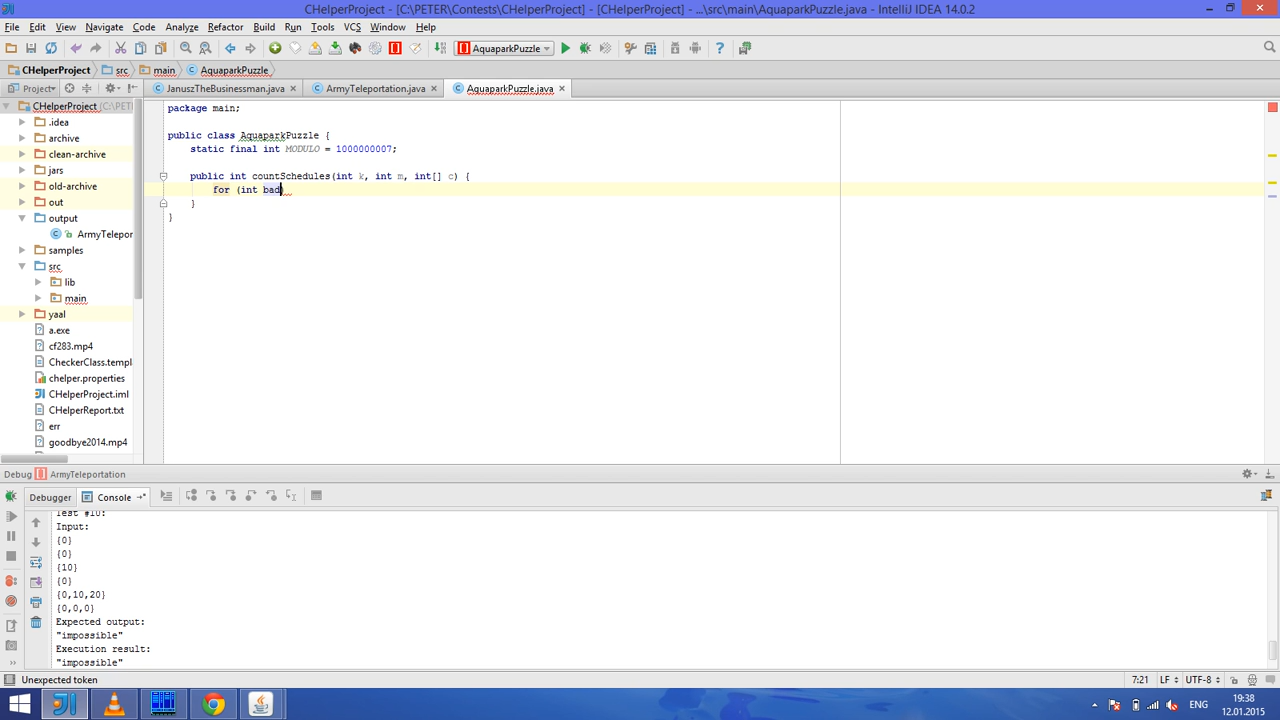 CHelperProject - [C:\PETER\Contests\CHelperProject] - [CHelperProject] - ...\src\main\AquaparkPuzzle.java - IntelliJ IDEA 14.0.2
File Edit View Navigate Code Analyze Refactor Build Run Tools VCS Window Help
AquaparkPuzzle
CHelperProject src main AquaparkPuzzle
Project JanuszTheBusinessman.java ArmyTeleportation.java AquaparkPuzzle.java
CHelperProject (C:\PETE
.idea
archive
clean-archive
jars
old-archive
out
output
ArmyTelepor
samples
src
lib
main
yaal
a.exe
cf283.mp4
CheckerClass.templ
chelper.properties
CHelperProject.iml
CHelperReport.txt
err
goodbye2014.mp4
package main;
public class AquaparkPuzzle {
static final int MODULO = 1000000007;
public int countSchedules(int k, int m, int[] c) {
for (int bad
}
}
Debug ArmyTeleportation
Debugger Console
Test #10:
Input:
{0}
{0}
{10}
{0}
{0,10,20}
{0,0,0}
Expected output:
"impossible"
Execution result:
"impossible"
Unexpected token 7:21 LF UTF-8
ENG 19:38
12.01.2015